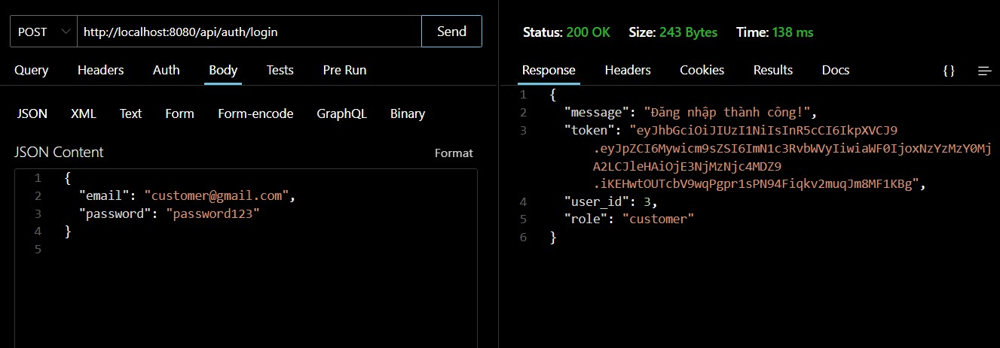 POST http://localhost:8080/api/auth/login Send
Query Headers Auth Body Tests Pre Run
JSON XML Text Form Form-encode GraphQL Binary
JSON Content Format
1 {
2 "email": "customer@gmail.com",
3 "password": "password123"
4 }
5
Status: 200 OK Size: 243 Bytes Time: 138 ms
Response Headers Cookies Results Docs {}
1 {
2 "message": "Đăng nhập thành công!",
3 "token": "eyJhbGciOiJIUzI1NiIsInR5cCI6IkpXVCJ9
.eyJpZCI6Mywicm9sZSI6ImN1c3RvbWVyIiwiaWF0IjoxNzYzMzY0Mj
A2LCJleHAiOjE3NjMzNjc4MDZ9
.iKEHwtOUTcbV9wqPgpr1sPN94Fiqkv2muqJm8MF1KBg",
4 "user_id": 3,
5 "role": "customer"
6 }